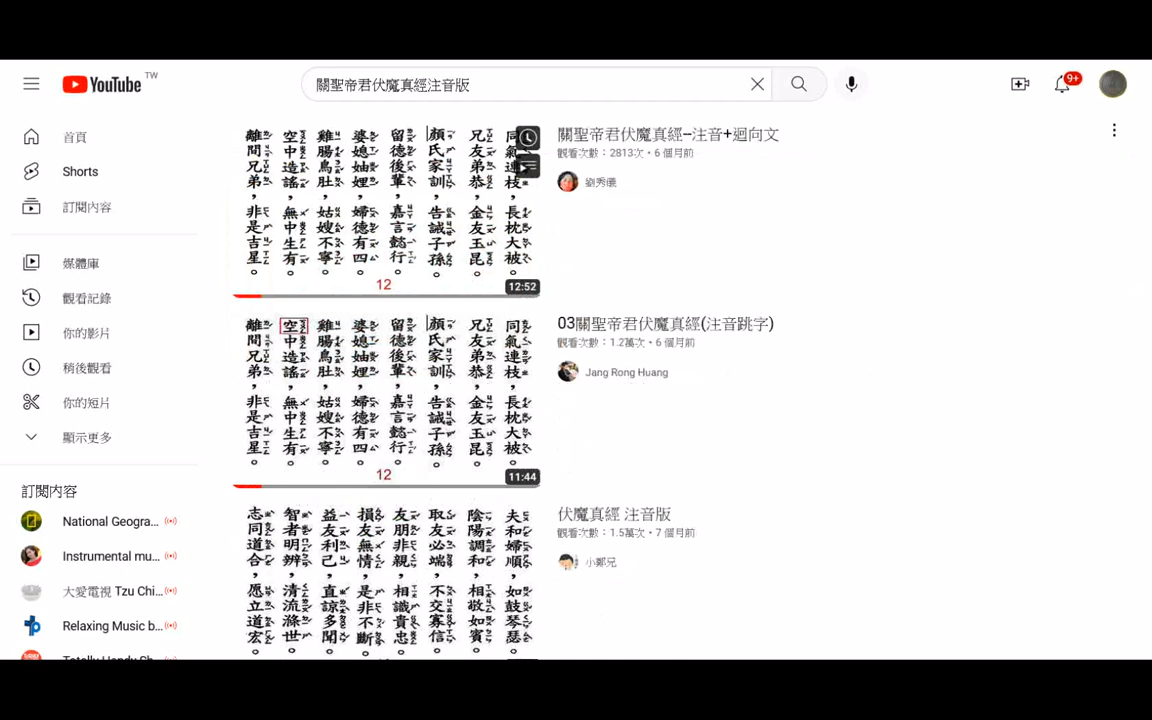 YouTube TW
關聖帝君伏魔真經注音版
9+
首頁
Shorts
訂閱內容
媒體庫
觀看記錄
你的影片
稍後觀看
你的短片
顯示更多
訂閱內容
National Geogra...
Instrumental mu...
大愛電視 Tzu Chi...
Relaxing Music b...
Totally Handy Sh...
同氣連枝，長枕大被。
兄友弟恭，金友玉昆。
顏氏家訓，告誡子孫。
留德後輩，嘉言懿行。
婆媳妯娌，婦德有四。
雞腸鳥肚，姑嫂不寧。
空中造謠，無中生有。
離間兄弟，非是吉星。
12
12:52
關聖帝君伏魔真經--注音+迴向文
觀看次數：2813次・6 個月前
劉秀儀
同氣連枝，長枕大被。
兄友弟恭，金友玉昆。
顏氏家訓，告誡子孫。
留德後輩，嘉言懿行。
婆媳妯娌，婦德有四。
雞腸鳥肚，姑嫂不寧。
空中造謠，無中生有。
離間兄弟，非是吉星。
12
11:44
03關聖帝君伏魔真經(注音跳字)
觀看次數：1.2萬次・6 個月前
Jang Rong Huang
夫和婦順，如鼓琴瑟。
陰陽調和，相敬如賓。
取友必端，不交寡信。
友朋非親，相識貴忠。
損友無情，是非不斷。
益友利己，直諒多聞。
智者明辨，清流滌世。
志同道合，愿立道宏。
伏魔真經 注音版
觀看次數：1.5萬次・7 個月前
小鄭兄